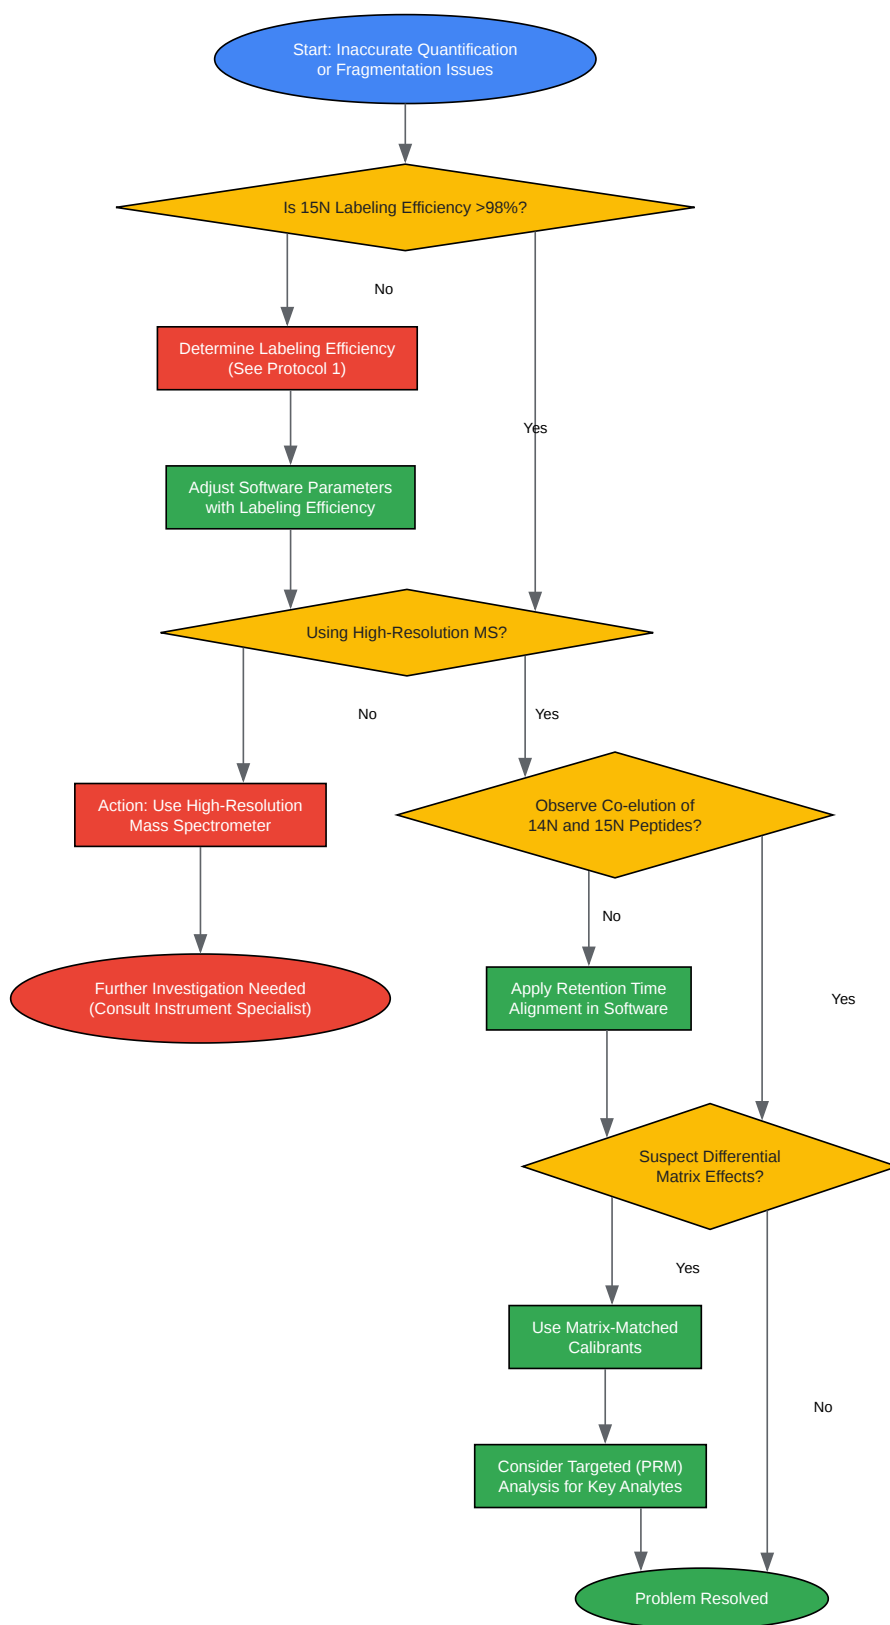 Start: Inaccurate Quantification
or Fragmentation Issues
Is 15N Labeling Efficiency >98%?
No
Determine Labeling Efficiency
(See Protocol 1)
Yes
Adjust Software Parameters
with Labeling Efficiency
Using High-Resolution MS?
No
Yes
Action: Use High-Resolution
Mass Spectrometer
Observe Co-elution of
14N and 15N Peptides?
No
Further Investigation Needed
(Consult Instrument Specialist)
Apply Retention Time
Alignment in Software
Yes
Suspect Differential
Matrix Effects?
Yes
Use Matrix-Matched
Calibrants
No
Consider Targeted (PRM)
Analysis for Key Analytes
Problem Resolved